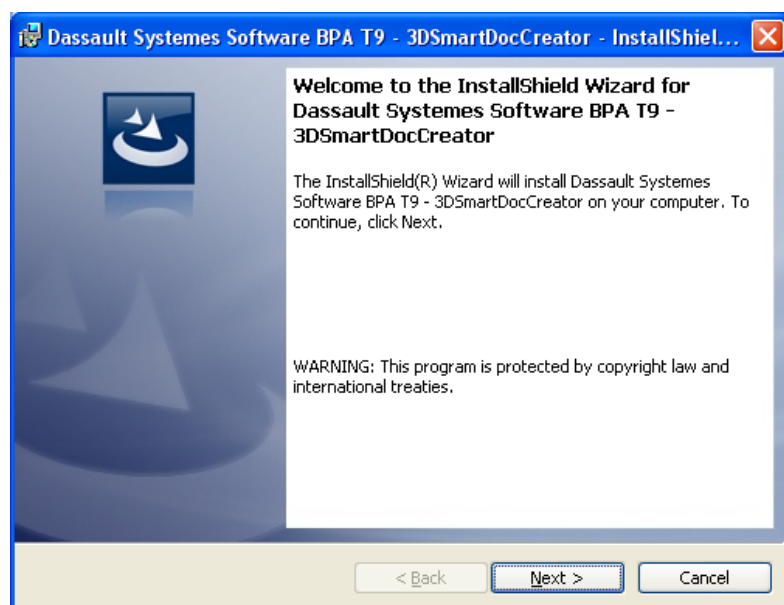 Dassault Systemes Software BPA T9 - 3DSmartDocCreator - InstallShiel...
Welcome to the InstallShield Wizard for
Dassault Systemes Software BPA T9 -
3DSmartDocCreator
The InstallShield(R) Wizard will install Dassault Systemes
Software BPA T9 - 3DSmartDocCreator on your computer. To
continue, click Next.
WARNING: This program is protected by copyright law and
international treaties.
< Back
Next >
Cancel